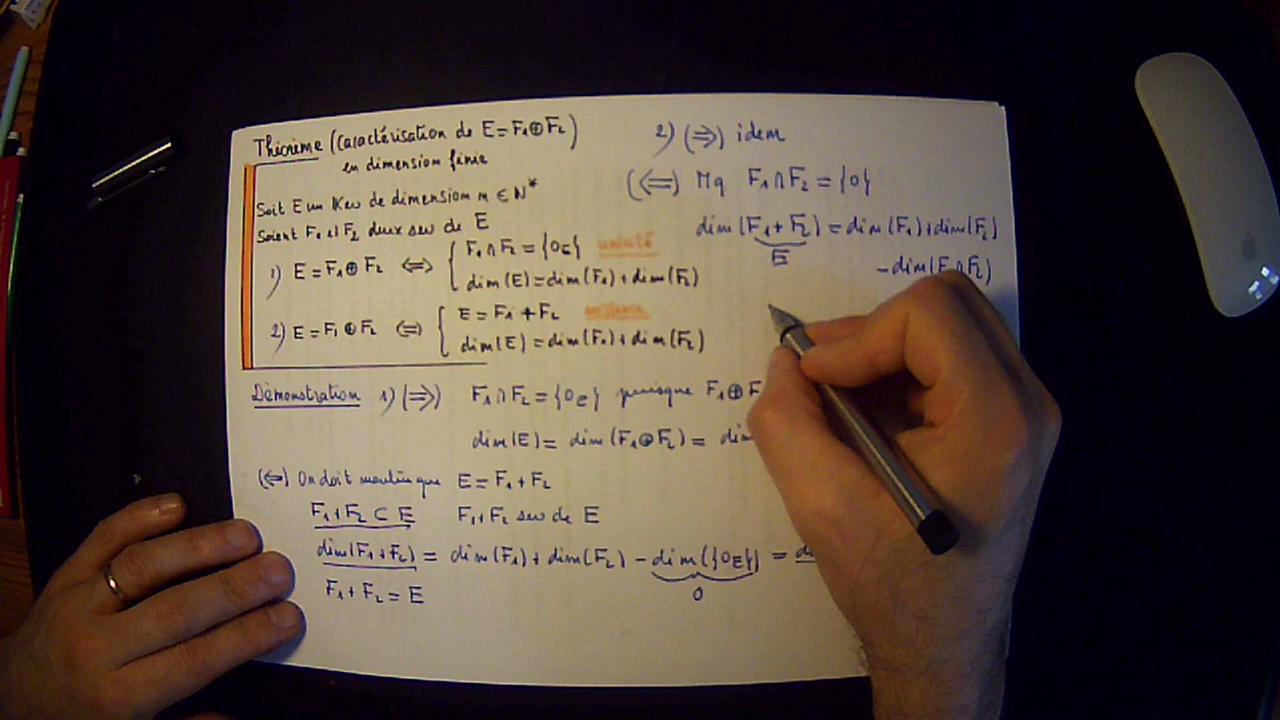 Théorème (Caractérisation de E=F₁⊕F₂)
en dimension finie
Soit E un Kev de dimension n ∈ N*
Soient F₁ et F₂ deux sev de E
1) E=F₁⊕F₂ ⇔ { F₁∩F₂ = {0_E} unicité
dim(E)=dim(F₁)+dim(F₂)
2) E=F₁⊕F₂ ⇔ { E=F₁+F₂ existence
dim(E)=dim(F₁)+dim(F₂)
Démonstration 1) (⇒) F₁∩F₂={0_E} puisque F₁⊕F
dim(E)= dim(F₁⊕F₂)= dim
(⇐) On doit montrer que E=F₁+F₂
F₁+F₂ ⊂ E F₁+F₂ sev de E
dim(F₁+F₂) = dim(F₁)+dim(F₂) - dim({0_E}) =
0
F₁+F₂=E
2) (⇒) idem
(⇐) Mq F₁∩F₂={0}
dim(F₁+F₂)=dim(F₁)+dim(F₂)
E
-dim(F₁∩F₂)